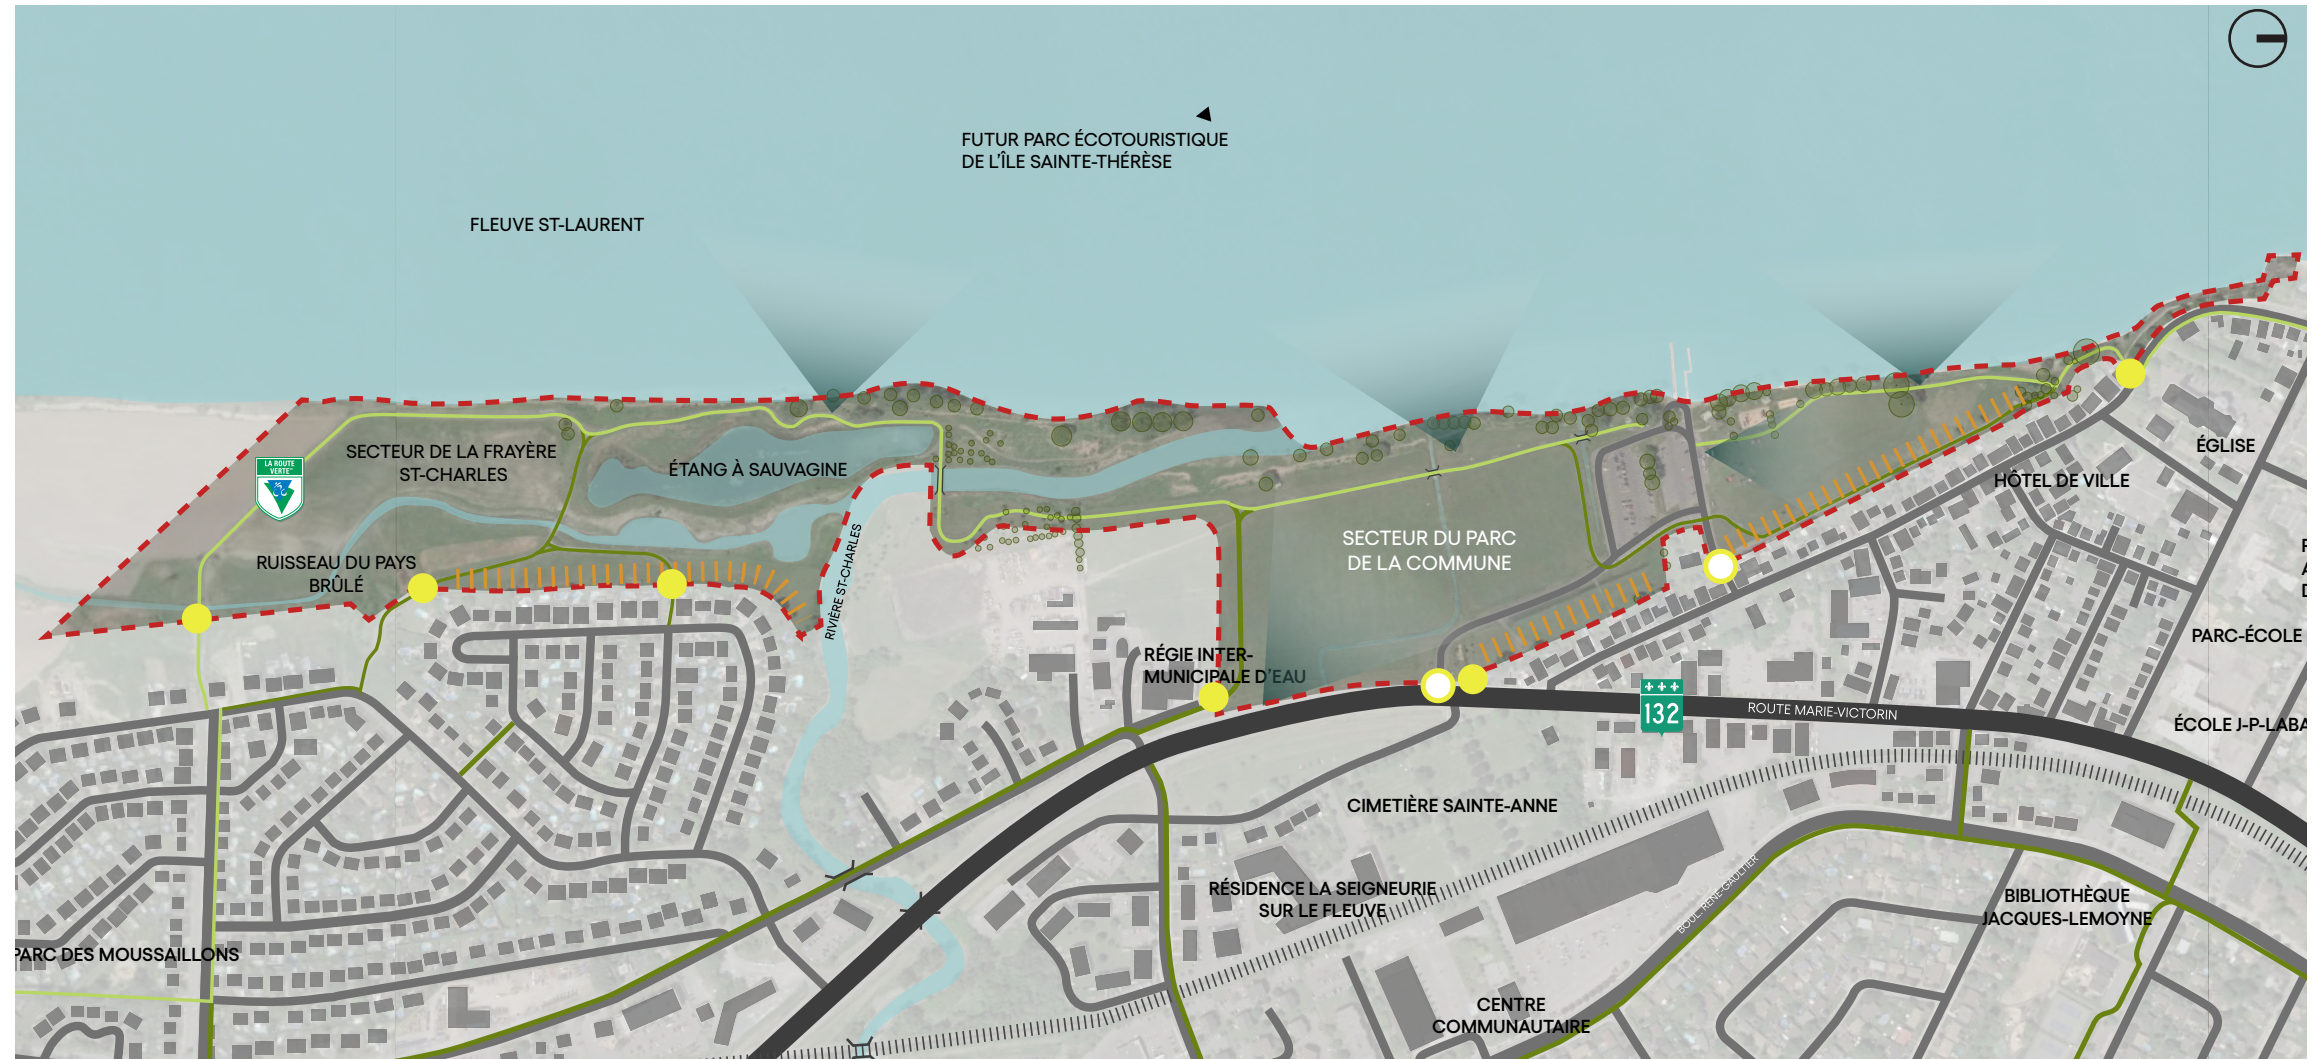 FUTUR PARC ÉCOTOURISTIQUE
DE L'ÎLE SAINTE-THÉRÈSE
FLEUVE ST-LAURENT
SECTEUR DE LA FRAYÈRE
ST-CHARLES
LA ROUTE
VERTE
ÉTANG À SAUVAGINE
RUISSEAU DU PAYS
BRÛLÉ
RIVIÈRE ST-CHARLES
SECTEUR DU PARC
DE LA COMMUNE
ÉGLISE
HÔTEL DE VILLE
RÉGIE INTER-
MUNICIPALE D'EAU
PARC-ÉCOLE
132
ROUTE MARIE-VICTORIN
ÉCOLE J-P-LABA
CIMETIÈRE SAINTE-ANNE
RÉSIDENCE LA SEIGNEURIE
SUR LE FLEUVE
BOUL. RENÉ-GAULTIER
BIBLIOTHÈQUE
JACQUES-LEMOYNE
PARC DES MOUSSAILLONS
CENTRE
COMMUNAUTAIRE